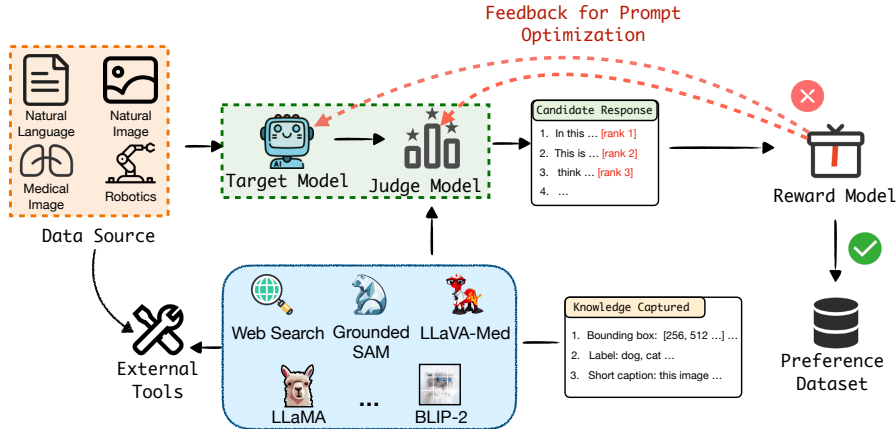 Feedback for Prompt
Optimization
Natural
Language
Natural
Image
Medical
Image
Robotics
Data Source
AI
Target Model
Judge Model
Candidate Response
1. In this ... [rank 1]
2. This is ... [rank 2]
3. think ... [rank 3]
4. ...
Reward Model
External
Tools
Web Search
Grounded
SAM
LLaVA-Med
LLaMA
...
BLIP-2
Knowledge Captured
1. Bounding box: [256, 512 ...] ...
2. Label: dog, cat ...
3. Short caption: this image ...
Preference
Dataset